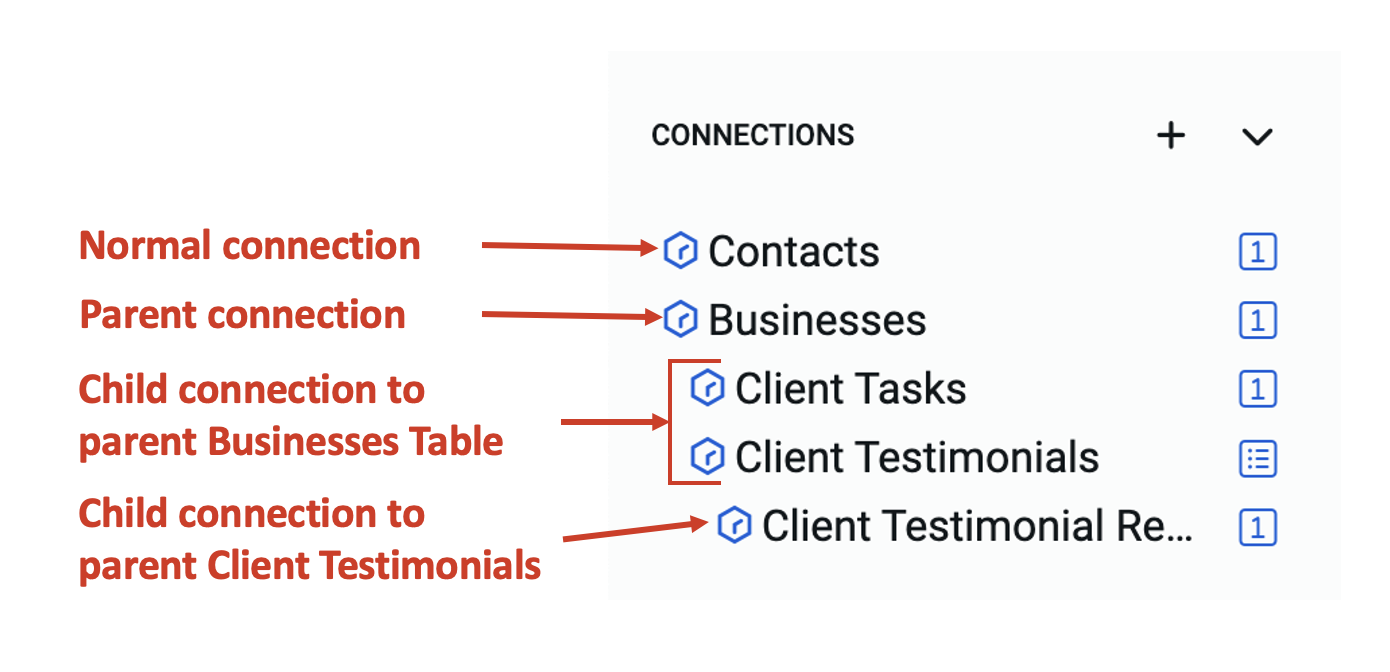 CONNECTIONS
Normal connection
Contacts 1
Parent connection
Businesses 1
Child connection to
parent Businesses Table
Client Tasks 1
Client Testimonials
Child connection to
parent Client Testimonials
Client Testimonial Re... 1